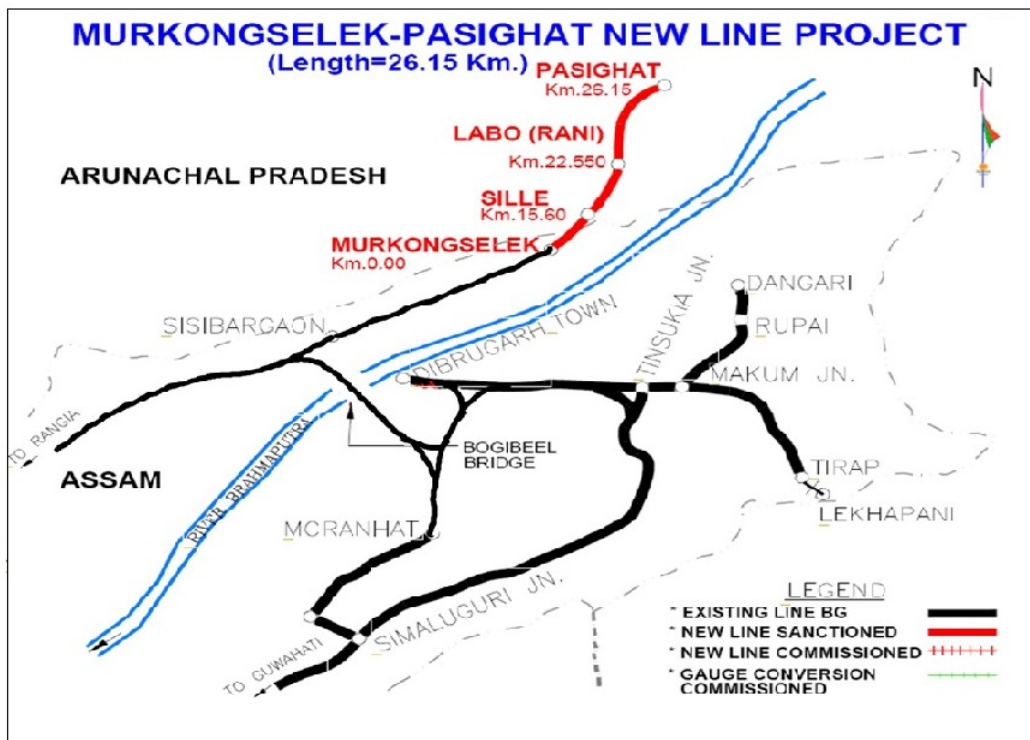 MURKONGSELEK-PASIGHAT NEW LINE PROJECT
(Length=26.15 Km.)
PASIGHAT
Km.26.15
N
LABO (RANI)
Km.22.550
ARUNACHAL PRADESH
SILLE
Km.15.60
MURKONGSELEK
Km.0.00
SISIBARGAON
DIBRUGARH TOWN
TINSUKIA JN.
DANGARI
RUPAI
MAKUM JN.
TO RANGIA
ASSAM
RIVER BRAHMAPUTRA
BOGIBEEL
BRIDGE
TIRAP
LEKHAPANI
MORANHAT
SIMALUGURI JN.
TO GUWAHATI
LEGEND
* EXISTING LINE BG
* NEW LINE SANCTIONED
* NEW LINE COMMISSIONED
* GAUGE CONVERSION
COMMISSIONED